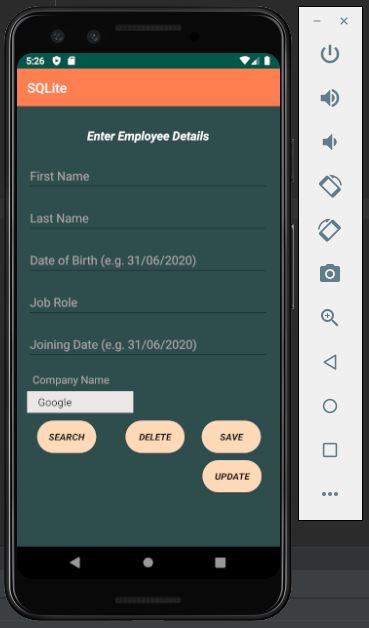 5:26
SQLite
Enter Employee Details
First Name
Last Name
Date of Birth (e.g. 31/06/2020)
Job Role
Joining Date (e.g. 31/06/2020)
Company Name
Google
SEARCH DELETE SAVE
UPDATE